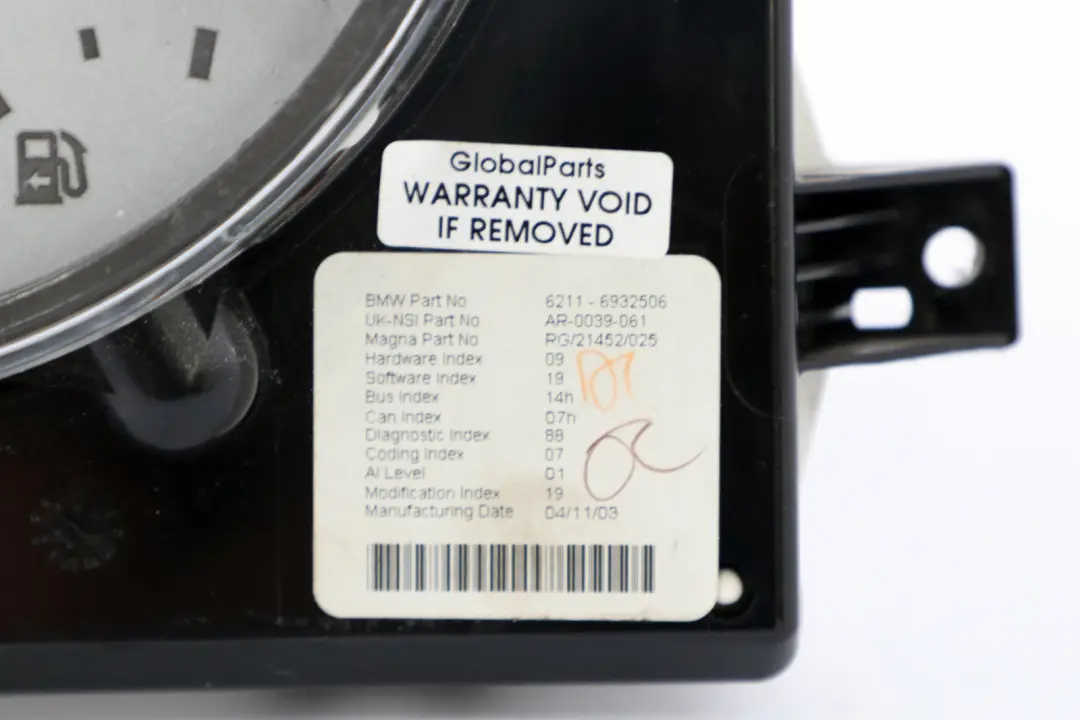 GlobalParts
WARRANTY VOID
IF REMOVED
BMW Part No 6211 - 6932506
UK-NSI Part No AR-0039-061
Magna Part No RG/21452/025
Hardware Index 09
Software Index 19
Bus Index 14h
Can Index 07h
Diagnostic Index 88
Coding Index 07
AI Level 01
Modification Index 19
Manufacturing Date 04/11/03